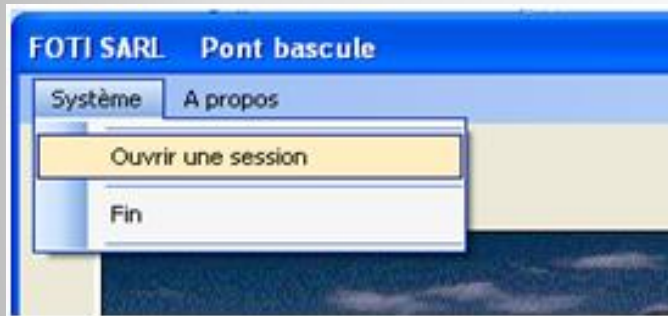 FOTI SARL Pont bascule
Système A propos
Ouvrir une session
Fin